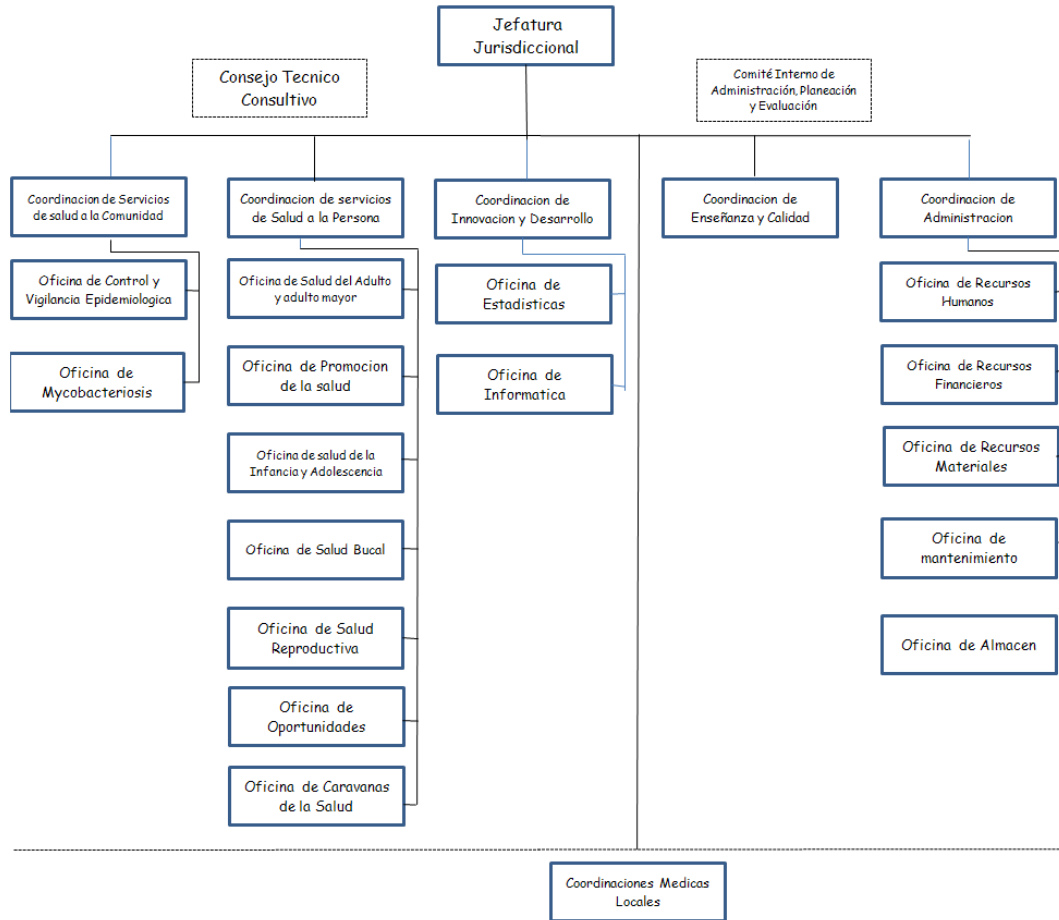 Jefatura
Jurisdiccional
Consejo Tecnico
Consultivo
Comité Interno de
Administración, Planeación
y Evaluación
Coordinacion de Servicios
de salud a la Comunidad
Coordinacion de servicios
de Salud a la Persona
Coordinacion de
Innovacion y Desarrollo
Coordinacion de
Enseñanza y Calidad
Coordinacion de
Administracion
Oficina de Control y
Vigilancia Epidemiologica
Oficina de
Mycobacteriosis
Oficina de Salud del Adulto
y adulto mayor
Oficina de Promocion
de la salud
Oficina de salud de la
Infancia y Adolescencia
Oficina de Salud Bucal
Oficina de Salud
Reproductiva
Oficina de
Oportunidades
Oficina de Caravanas
de la Salud
Oficina de
Estadisticas
Oficina de
Informatica
Oficina de Recursos
Humanos
Oficina de Recursos
Financieros
Oficina de Recursos
Materiales
Oficina de
mantenimiento
Oficina de Almacen
Coordinaciones Medicas
Locales